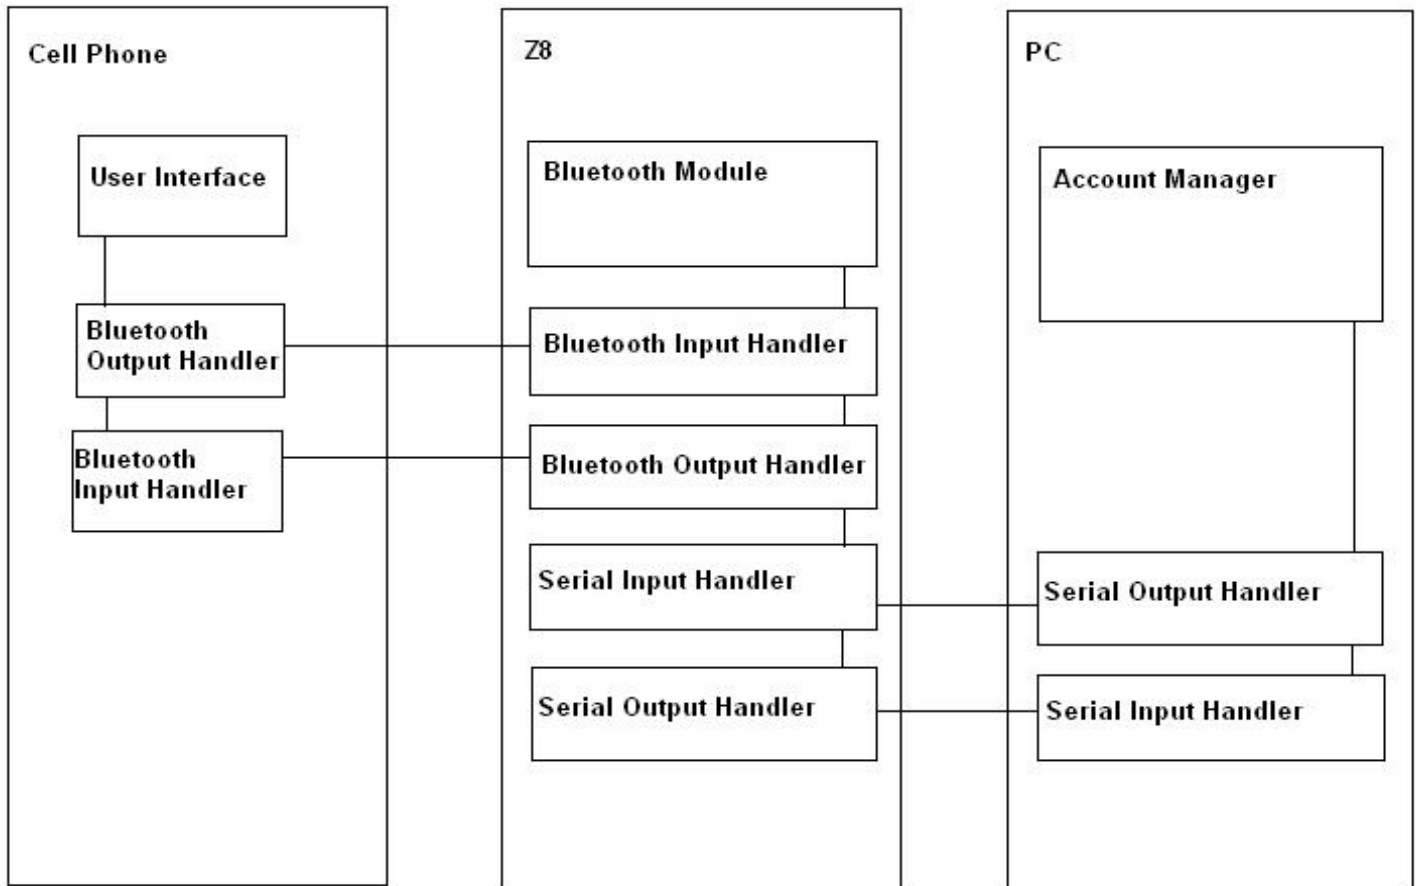 Cell Phone
User Interface
Bluetooth
Output Handler
Bluetooth
Input Handler
Z8
Bluetooth Module
Bluetooth Input Handler
Bluetooth Output Handler
Serial Input Handler
Serial Output Handler
PC
Account Manager
Serial Output Handler
Serial Input Handler